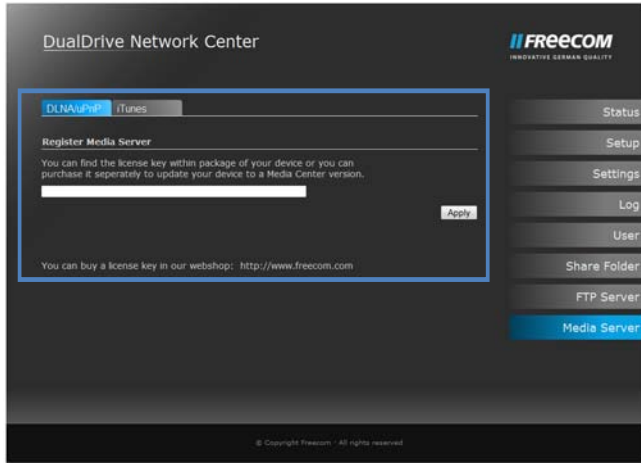 DualDrive Network Center
FREECOM
INNOVATIVE GERMAN QUALITY
DLNA/uPnP
iTunes
Register Media Server
You can find the license key within package of your device or you can
purchase it seperately to update your device to a Media Center version.
Apply
You can buy a license key in our webshop: http://www.freecom.com
Status
Setup
Settings
Log
User
Share Folder
FTP Server
Media Server
© Copyright Freecom - All rights reserved